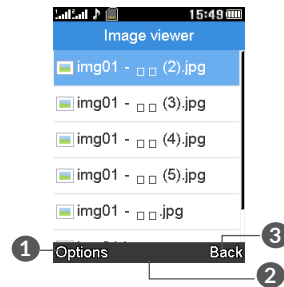 15:49
Image viewer
img01 - □ □ (2).jpg
img01 - □ □ (3).jpg
img01 - □ □ (4).jpg
img01 - □ □ (5).jpg
img01 - □ □.jpg
1 Options Back 3
2